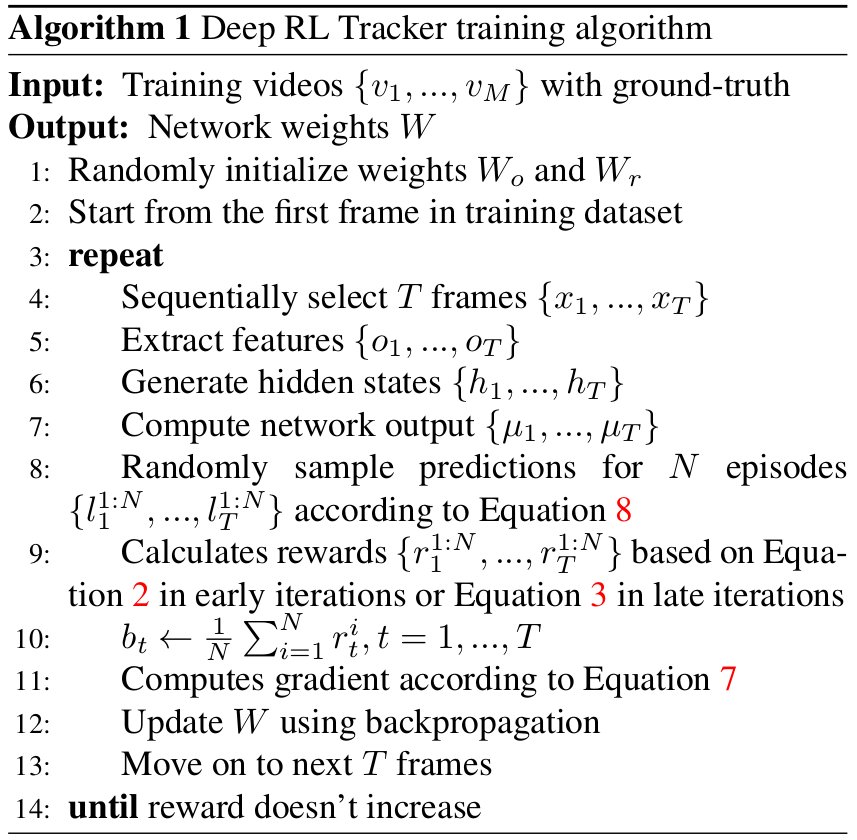 Algorithm 1 Deep RL Tracker training algorithm
Input: Training videos {v_1, ..., v_M} with ground-truth
Output: Network weights W
1: Randomly initialize weights W_o and W_r
2: Start from the first frame in training dataset
3: repeat
4: Sequentially select T frames {x_1, ..., x_T}
5: Extract features {o_1, ..., o_T}
6: Generate hidden states {h_1, ..., h_T}
7: Compute network output {μ_1, ..., μ_T}
8: Randomly sample predictions for N episodes
{l_1^{1:N}, ..., l_T^{1:N}} according to Equation 8
9: Calculates rewards {r_1^{1:N}, ..., r_T^{1:N}} based on Equa-
tion 2 in early iterations or Equation 3 in late iterations
10: b_t ← \frac{1}{N} \sum_{i=1}^{N} r_t^i, t = 1, ..., T
11: Computes gradient according to Equation 7
12: Update W using backpropagation
13: Move on to next T frames
14: until reward doesn't increase